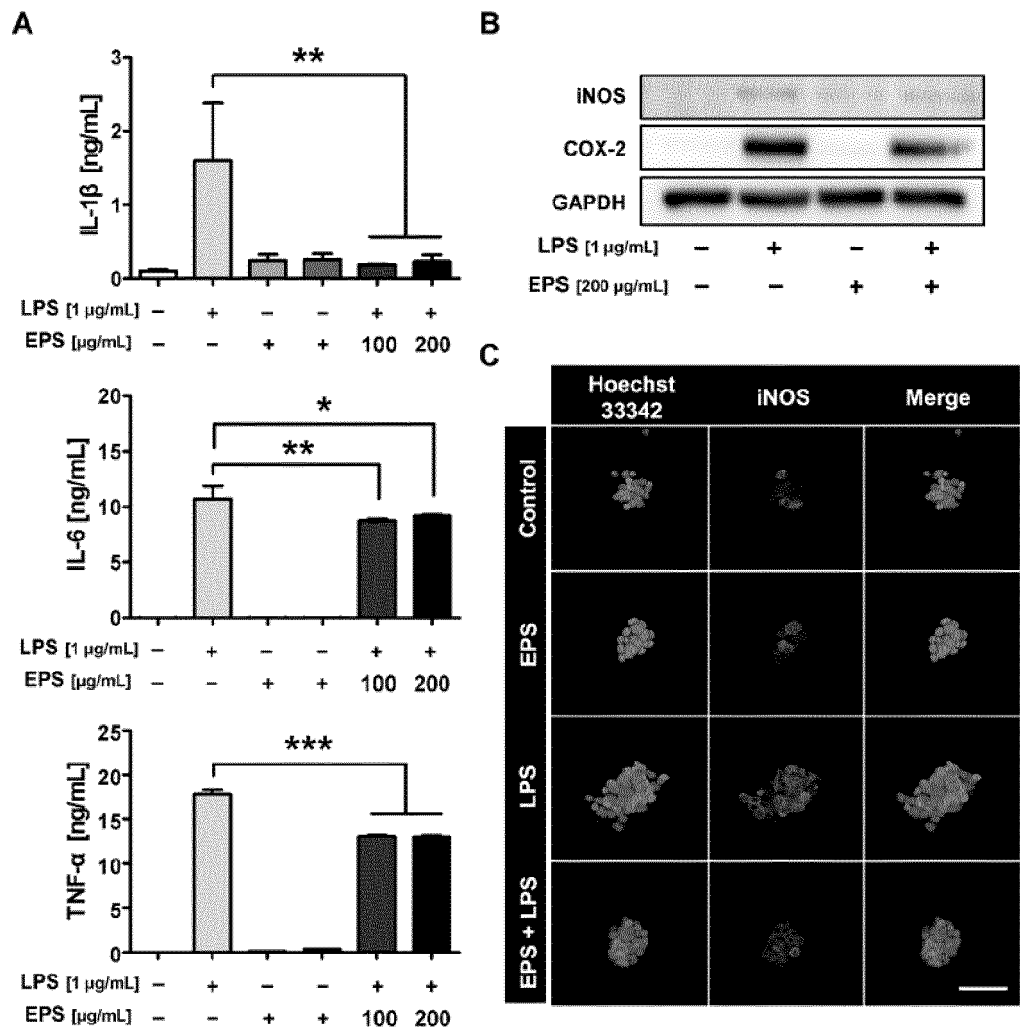 A
**
3
2
1
0
IL-1β [ng/mL]
LPS [1 µg/mL] – + – – + +
EPS [µg/mL] – – + + 100 200
*
**
20
15
10
5
0
IL-6 [ng/mL]
LPS [1 µg/mL] – + – – + +
EPS [µg/mL] – – + + 100 200
***
25
20
15
10
5
0
TNF-α [ng/mL]
LPS [1 µg/mL] – + – – + +
EPS [µg/mL] – – + + 100 200
B
iNOS
COX-2
GAPDH
LPS [1 µg/mL] – + – +
EPS [200 µg/mL] – – + +
C
Hoechst
33342
iNOS
Merge
Control
EPS
LPS
EPS + LPS